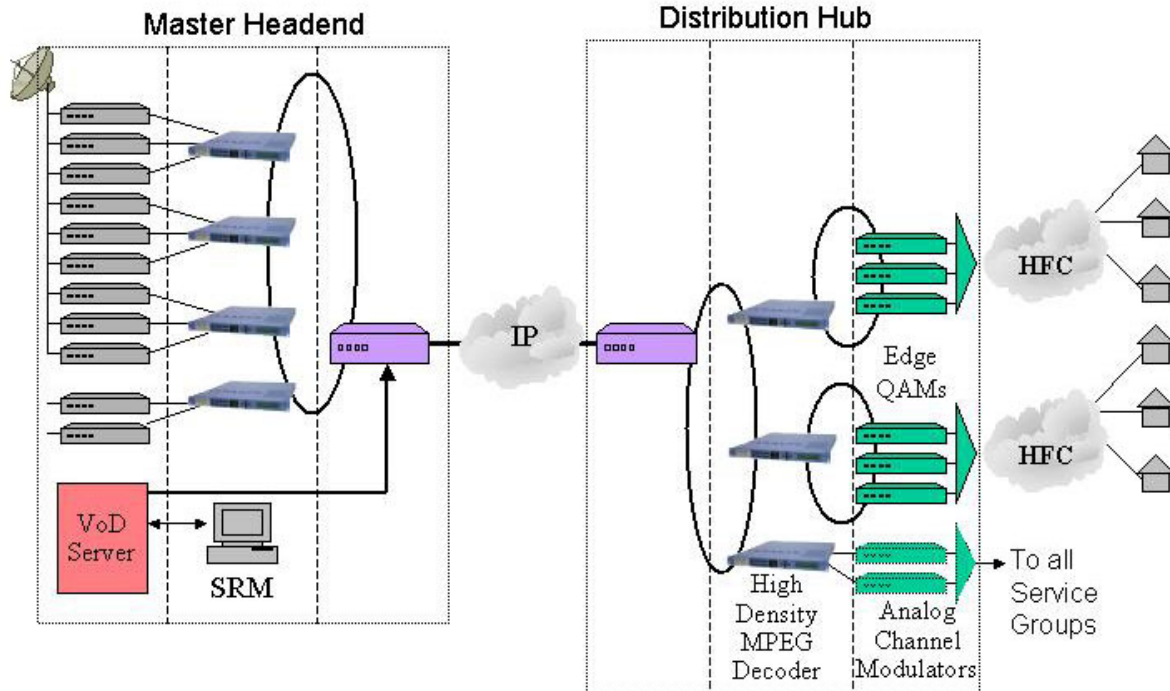 Master Headend
Distribution Hub
VoD
Server
SRM
IP
Edge
QAMs
HFC
HFC
High
Density
MPEG
Decoder
Analog
Channel
Modulators
To all
Service
Groups